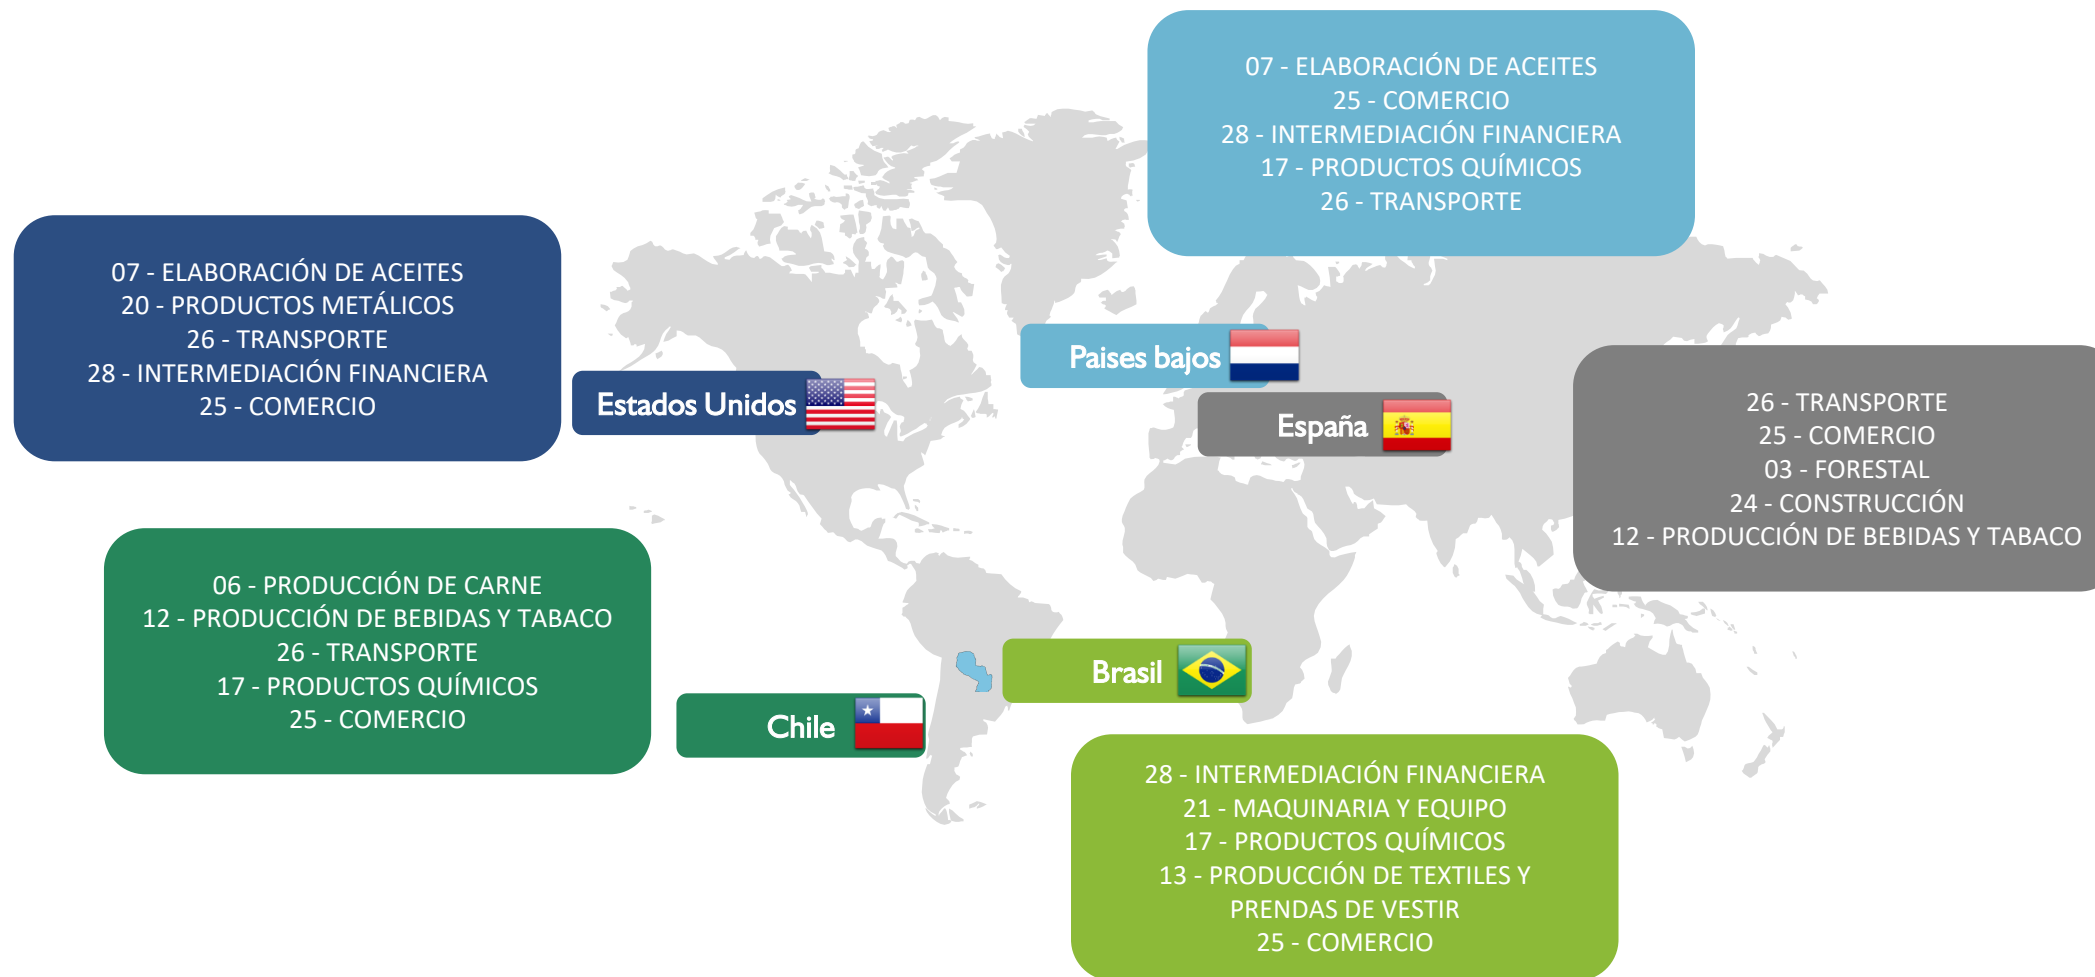 07 - ELABORACIÓN DE ACEITES
25 - COMERCIO
28 - INTERMEDIACIÓN FINANCIERA
17 - PRODUCTOS QUÍMICOS
26 - TRANSPORTE
07 - ELABORACIÓN DE ACEITES
20 - PRODUCTOS METÁLICOS
26 - TRANSPORTE
28 - INTERMEDIACIÓN FINANCIERA
25 - COMERCIO
Paises bajos
Estados Unidos
España
26 - TRANSPORTE
25 - COMERCIO
03 - FORESTAL
24 - CONSTRUCCIÓN
12 - PRODUCCIÓN DE BEBIDAS Y TABACO
06 - PRODUCCIÓN DE CARNE
12 - PRODUCCIÓN DE BEBIDAS Y TABACO
26 - TRANSPORTE
17 - PRODUCTOS QUÍMICOS
25 - COMERCIO
Brasil
Chile
28 - INTERMEDIACIÓN FINANCIERA
21 - MAQUINARIA Y EQUIPO
17 - PRODUCTOS QUÍMICOS
13 - PRODUCCIÓN DE TEXTILES Y
PRENDAS DE VESTIR
25 - COMERCIO